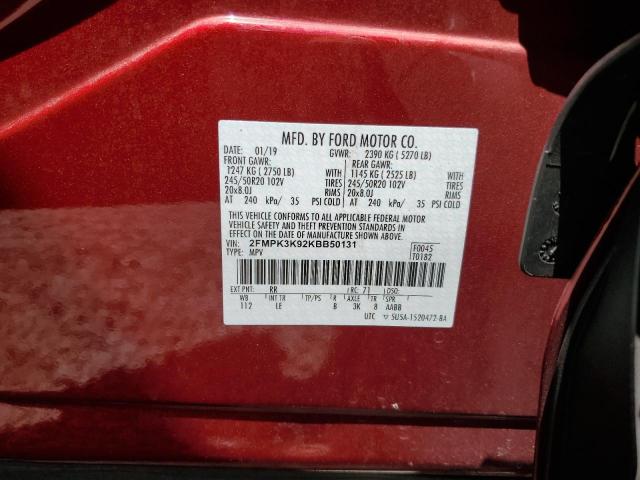 MFD. BY FORD MOTOR CO.
DATE: 01/19 GVWR: 2390 KG ( 5270 LB)
FRONT GAWR: REAR GAWR:
1247 KG ( 2750 LB) WITH 1145 KG ( 2525 LB) WITH
245/50R20 102V TIRES 245/50R20 102V TIRES
20x8.0J RIMS 20x8.0J RIMS
AT 240 kPa/ 35 PSI COLD AT 240 kPa/ 35 PSI COLD
THIS VEHICLE CONFORMS TO ALL APPLICABLE FEDERAL MOTOR
VEHICLE SAFETY AND THEFT PREVENTION STANDARDS IN
EFFECT ON THE DATE OF MANUFACTURE SHOWN ABOVE.
VIN: 2FMPK3K92KBB50131 F0045
TYPE: MPV T0182
EXT PNT: RR RC: 71 DSO:
WB INT TR TP/PS R AXLE TR SPR
112 LE B 3K 8 AABB
UTC ▽ 5USA-1520472-BA